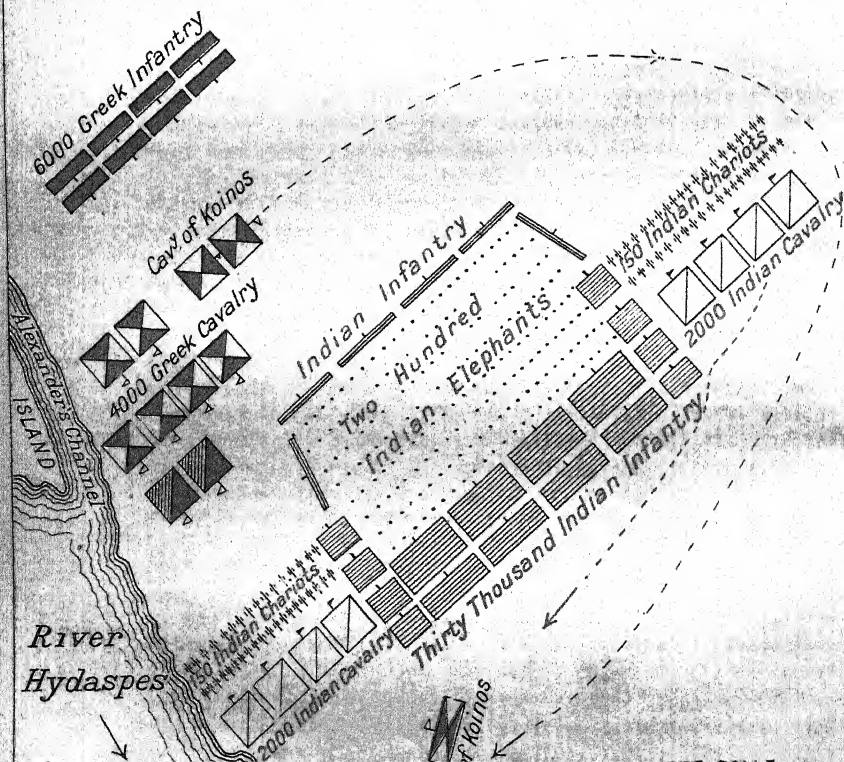 6000 Greek Infantry
Cavy. of Koinos
4000 Greek Cavalry
Alexander's Channel
ISLAND
Indian Infantry
Two Hundred
Indian Elephants
150 Indian Chariots
2000 Indian Cavalry
Thirty Thousand Indian Infantry
150 Indian Chariots
2000 Indian Cavalry
River
Hydaspes
of Koinos